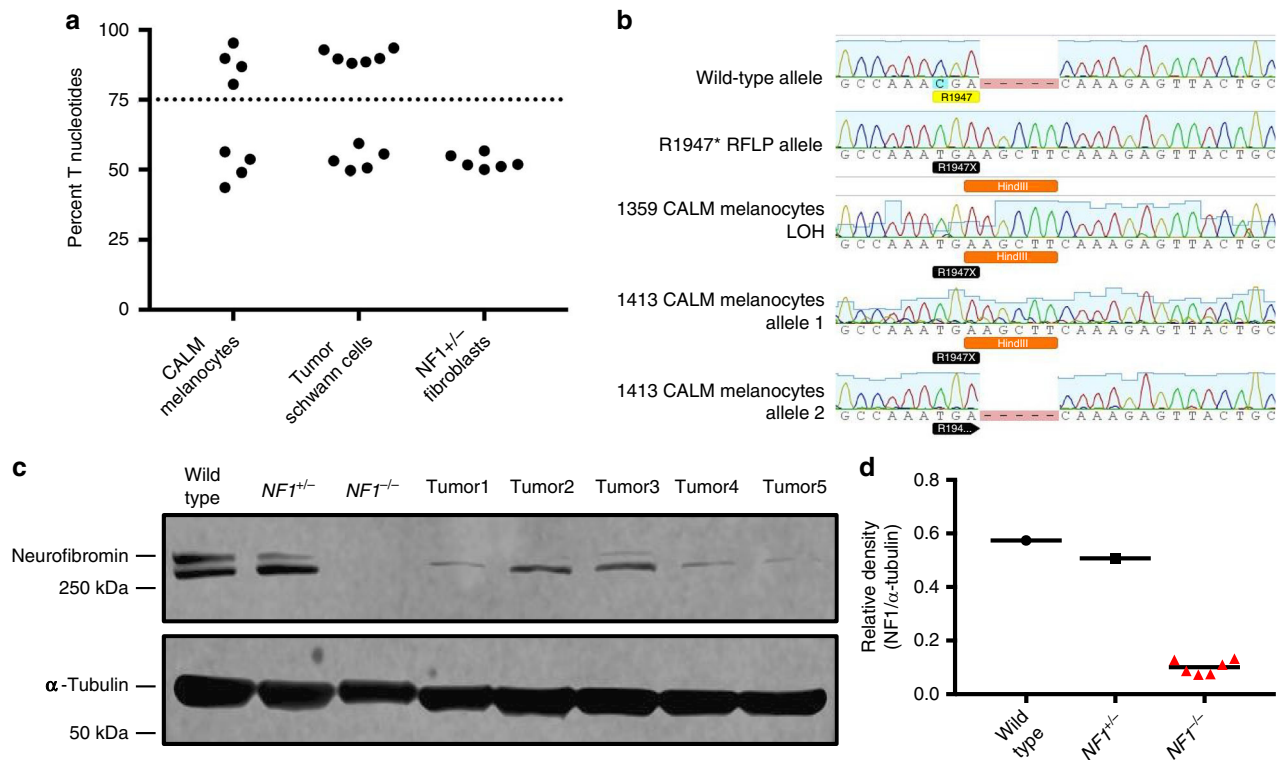 a
100
75
50
25
0
Percent T nucleotides
CALM
melanocytes
Tumor
schwann cells
NF1+/–
fibroblasts
b
Wild-type allele
G C C A A A C G A - - - - - C A A A G A G T T A C T G C
R1947
R1947* RFLP allele
G C C A A A T G A A G C T T C A A A G A G T T A C T G C
R1947X
HindIII
1359 CALM melanocytes
LOH
G C C A A A T G A A G C T T C A A A G A G T T A C T G C
HindIII
R1947X
1413 CALM melanocytes
allele 1
G C C A A A T G A A G C T T C A A A G A G T T A C T G C
HindIII
R1947X
1413 CALM melanocytes
allele 2
G C C A A A T G A - - - - - C A A A G A G T T A C T G C
R194...
c
Wild
type
NF1+/–
NF1–/–
Tumor1
Tumor2
Tumor3
Tumor4
Tumor5
Neurofibromin
250 kDa
α-Tubulin
50 kDa
d
0.8
0.6
0.4
0.2
0.0
Relative density
(NF1/α-tubulin)
Wild
type
NF1+/–
NF1–/–